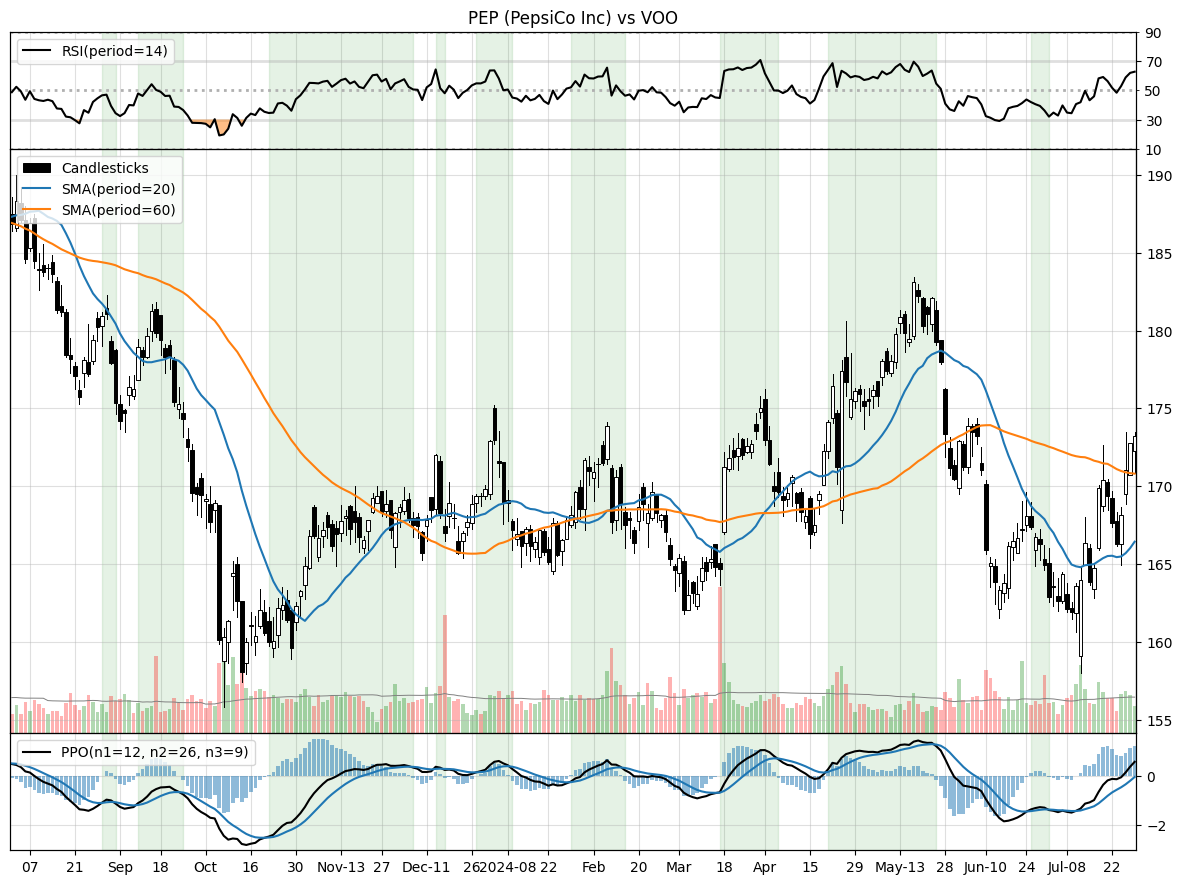 PEP (PepsiCo Inc) vs VOO
RSI(period=14)
90
70
50
30
10
Candlesticks
SMA(period=20)
SMA(period=60)
190
185
180
175
170
165
160
155
PPO(n1=12, n2=26, n3=9)
0
−2
07 21 Sep 18 Oct 16 30 Nov-13 27 Dec-11 26 2024-08 22 Feb 20 Mar 18 Apr 15 29 May-13 28 Jun-10 24 Jul-08 22